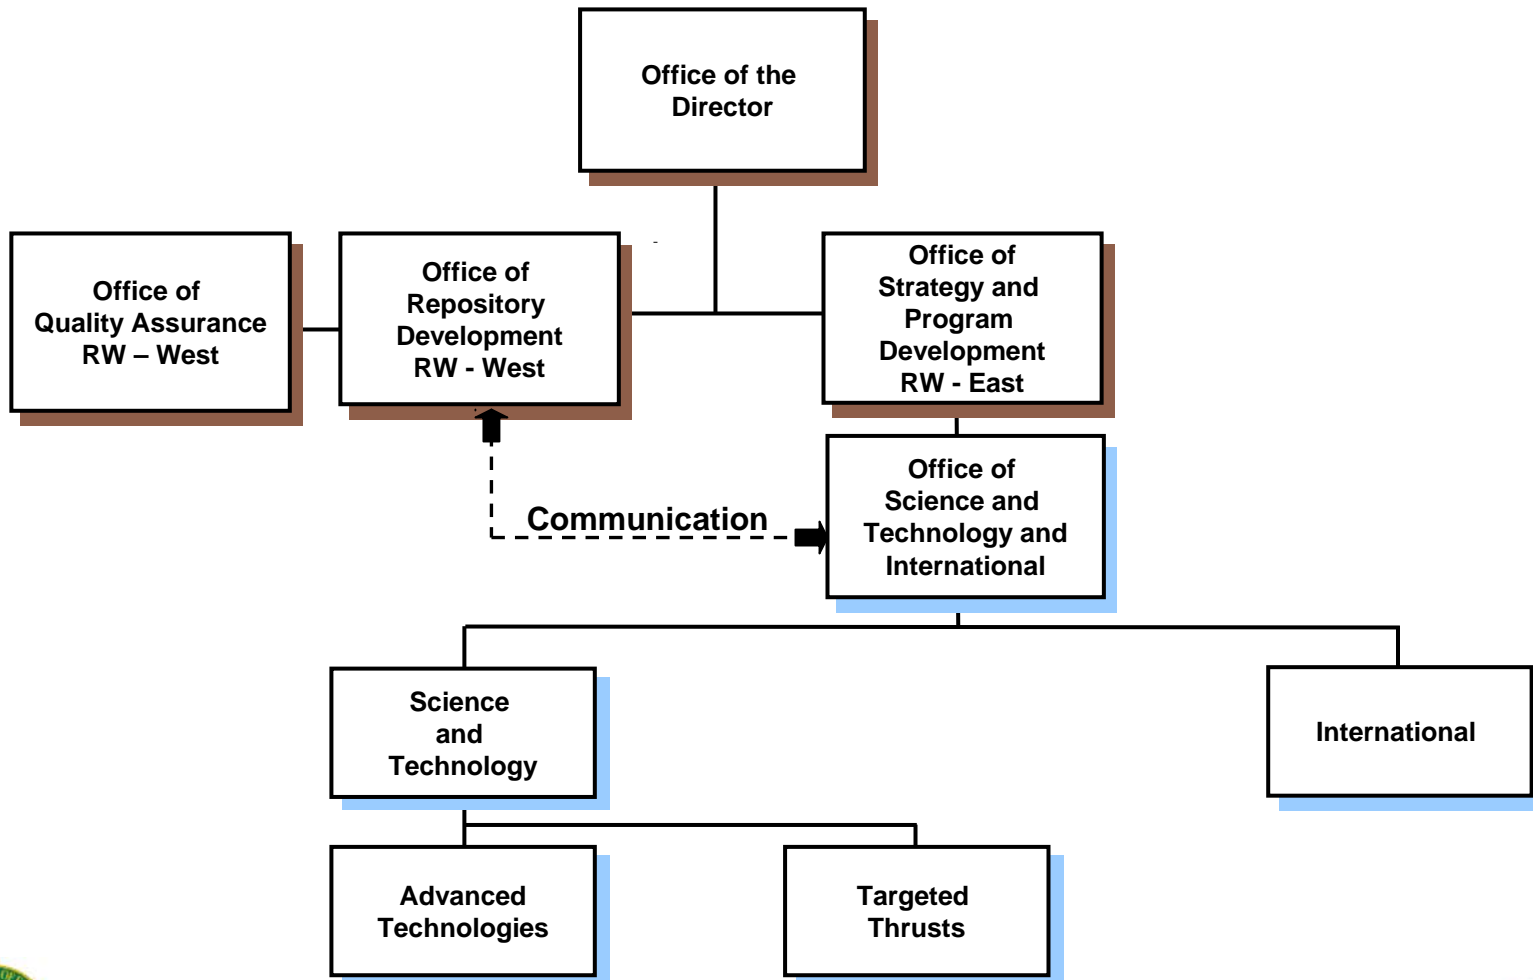 Office of the
Director
Office of
Quality Assurance
RW – West
Office of
Repository
Development
RW - West
Office of
Strategy and
Program
Development
RW - East
Office of
Science and
Technology and
International
Communication
Science
and
Technology
International
Advanced
Technologies
Targeted
Thrusts